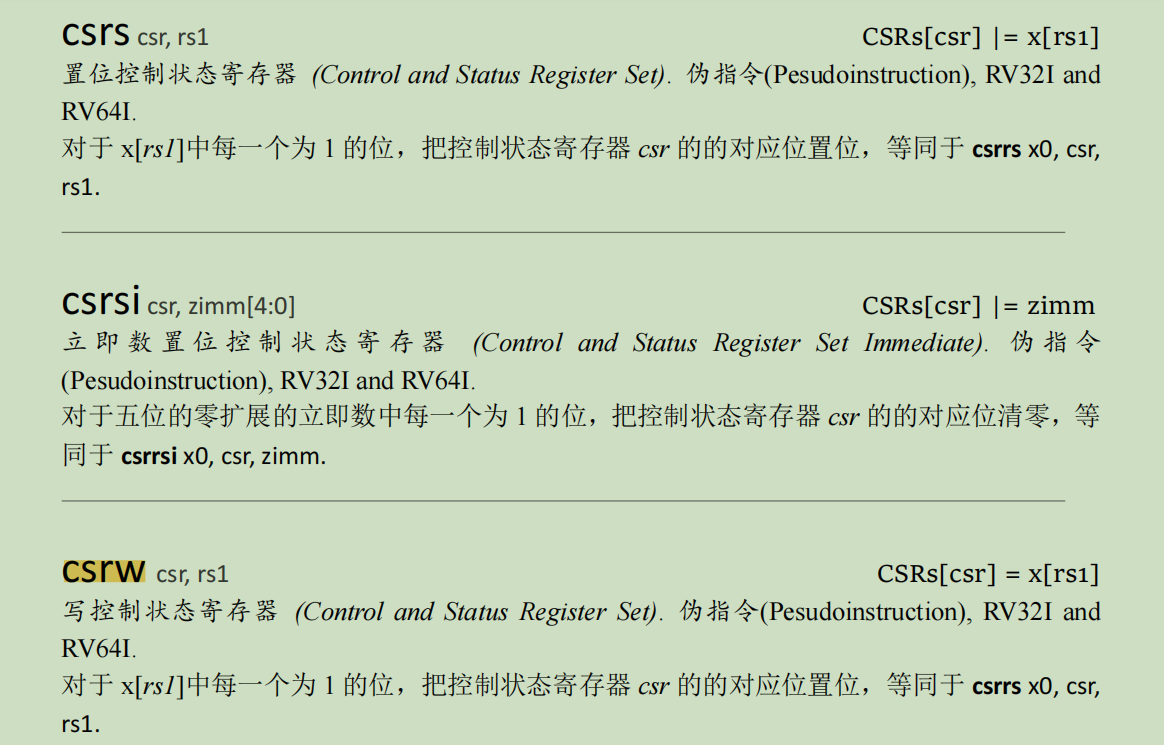 csrs csr, rs1 CSRs[csr] |= x[rs1]
置位控制状态寄存器 (Control and Status Register Set). 伪指令(Pesudoinstruction), RV32I and
RV64I.
对于 x[rs1]中每一个为 1 的位，把控制状态寄存器 csr 的的对应位置位，等同于 csrrs x0, csr,
rs1.
csrsi csr, zimm[4:0] CSRs[csr] |= zimm
立即数置位控制状态寄存器 (Control and Status Register Set Immediate). 伪指令
(Pesudoinstruction), RV32I and RV64I.
对于五位的零扩展的立即数中每一个为 1 的位，把控制状态寄存器 csr 的的对应位清零，等
同于 csrrsi x0, csr, zimm.
csrw csr, rs1 CSRs[csr] = x[rs1]
写控制状态寄存器 (Control and Status Register Set). 伪指令(Pesudoinstruction), RV32I and
RV64I.
对于 x[rs1]中每一个为 1 的位，把控制状态寄存器 csr 的的对应位置位，等同于 csrrs x0, csr,
rs1.